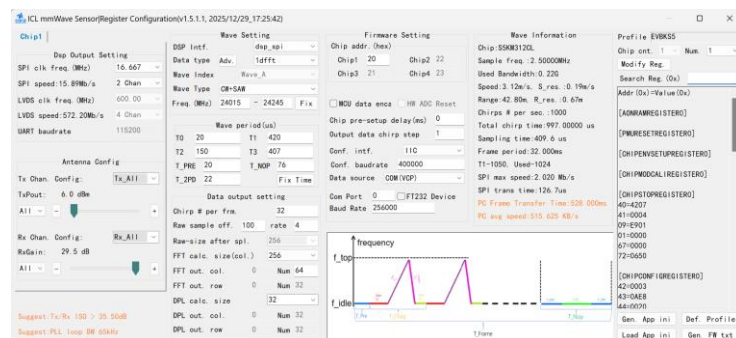 ICL mmWave Sensor|Register Configuration(v1.5.1.1, 2025/12/29_17:25:42)
Chip1
Dsp Output Setting
SPI clk freq.(MHz) 16.667
SPI speed:15.89Mb/s 2 Chan
LVDS clk freq.(MHz) 600.00
LVDS speed:572.20Mb/s 4 Chan
UART baudrate 115200
Antenna Config
Tx Chan. Config: Tx_All
TxPout: 6.0 dBm
All - +
Rx Chan. Config: Rx_All
RxGain: 29.5 dB
All - +
Suggest:Tx/Rx ISO > 35.50dB
Suggest:PLL loop BW 65kHz
Wave Setting
DSP Intf. dsp_spi
Data type Adv. 1dfft
Wave Index Wave_A
Wave Type CW+SAW
Freq.(MHz) 24015 - 24245 Fix
Wave period(us)
T0 20 T1 420
T2 150 T3 407
T_PRE 20 T_NOP 76
T_2PD 22 Fix Time
Data output setting
Chirp # per frm. 32
Raw sample off. 100 rate 4
Raw-size after spl. 256
FFT calc. size(col.) 256
FFT out. col. 0 Num 64
FFT out. row 0 Num 32
DPL calc. size 32
DPL out. col. 0 Num 32
DPL out. row 0 Num 32
Firmware Setting
Chip addr.(hex)
Chip1 20 Chip2 22
Chip3 21 Chip4 23
MCU data enca HW ADC Reset
Chip pre-setup delay(ms) 0
Output data chirp step 1
Conf. intf. IIC
Conf. baudrate 400000
Data source COM(VCP)
Com Port 0 FT232 Device
Baud Rate 256000
Wave Information
Chip:SSKM312CL
Sample freq.:2.50000MHz
Used Bandwidth:0.22G
Speed:3.12m/s. S_res.:0.19m/s
Range:42.80m. R_res.:0.67m
Chirps # per sec.:1000
Total chirp time:997.00000 us
Sampling time:409.6 us
Frame period:32.000ms
T1-1050, Used-1024
SPI max speed:2.020 Mb/s
SPI trans time:126.7us
PC Frame Transfer Time:528.000ms
PC avg speed:515.625 KB/s
frequency
f_top
f_idle
T_Pre
T_Nop
T_Frame
Profile EVBKS5
Chip cnt. 1 Num. 1
Modify Reg.
Search Reg.(0x)
Addr(0x)=Value(0x)
[ADNRAMREGISTER0]
[PMURESETREGISTER0]
[CHIPENVSETUPREGISTER0]
[CHIPMODCALIREGISTER0]
[CHIPSTOPREGISTER0]
40=4207
41=0004
09=E901
01=0000
67=0000
72=0650
[CHIPCONFIGREGISTER0]
42=0003
43=0AE8
44=0020
Gen. App ini Def. Profile
Load App ini Gen. FW txt